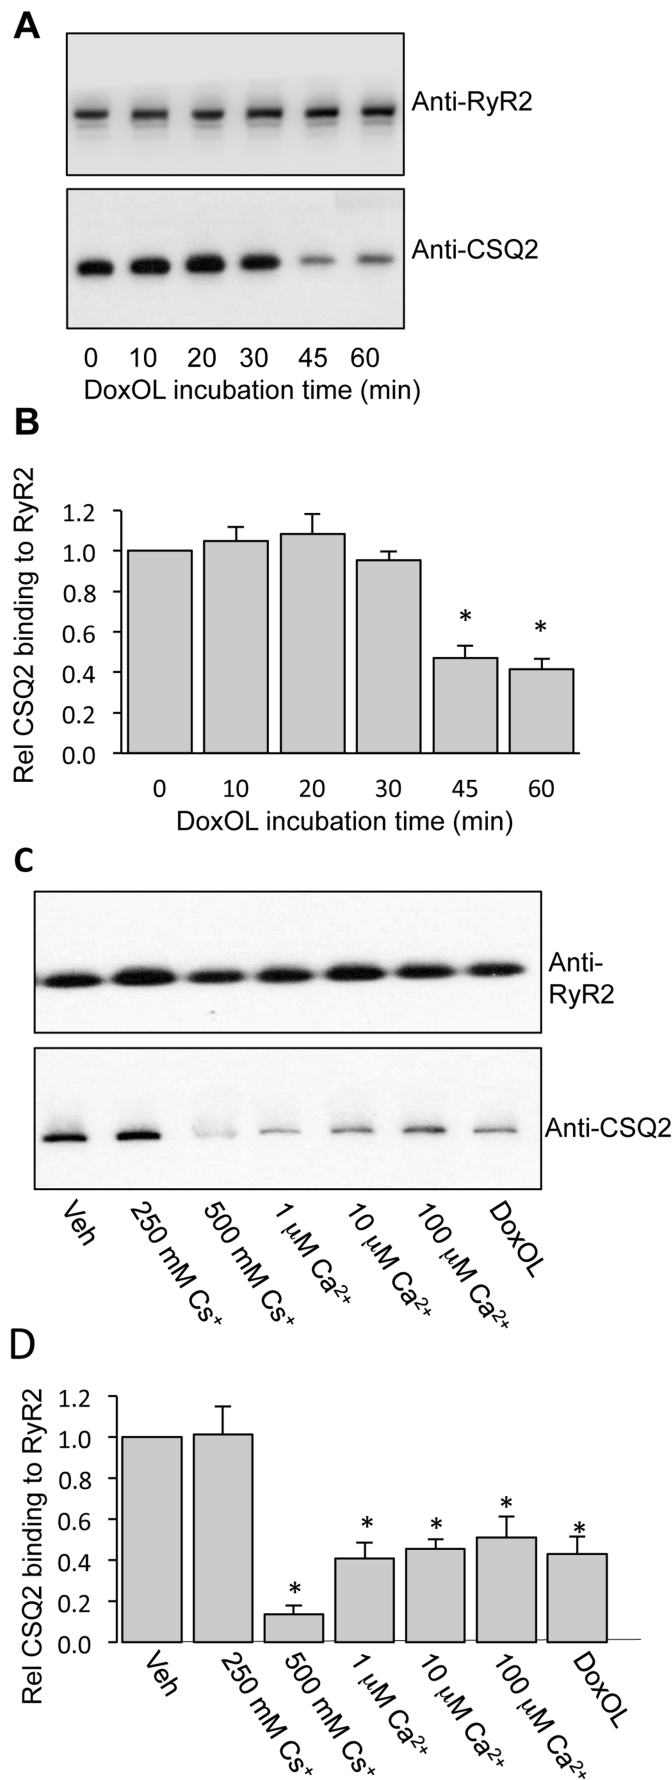 A
Anti-RyR2
Anti-CSQ2
0 10 20 30 45 60
DoxOL incubation time (min)
B
Rel CSQ2 binding to RyR2
1.2
1.0
0.8
0.6
0.4
0.2
0.0
*
*
0 10 20 30 45 60
DoxOL incubation time (min)
C
Anti-
RyR2
Anti-CSQ2
Veh
250 mM Cs+
500 mM Cs+
1 µM Ca2+
10 µM Ca2+
100 µM Ca2+
DoxOL
D
Rel CSQ2 binding to RyR2
1.2
1.0
0.8
0.6
0.4
0.2
0.0
*
*
*
*
*
Veh
250 mM Cs+
500 mM Cs+
1 µM Ca2+
10 µM Ca2+
100 µM Ca2+
DoxOL